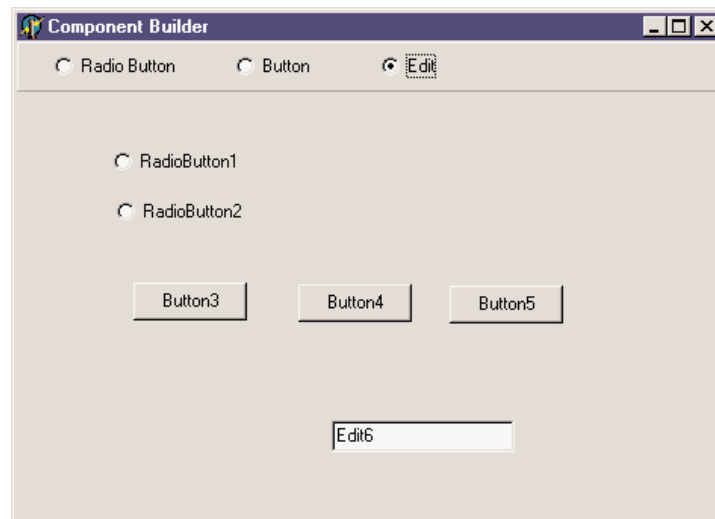 Component Builder
Radio Button Button Edit
RadioButton1
RadioButton2
Button3 Button4 Button5
Edit6